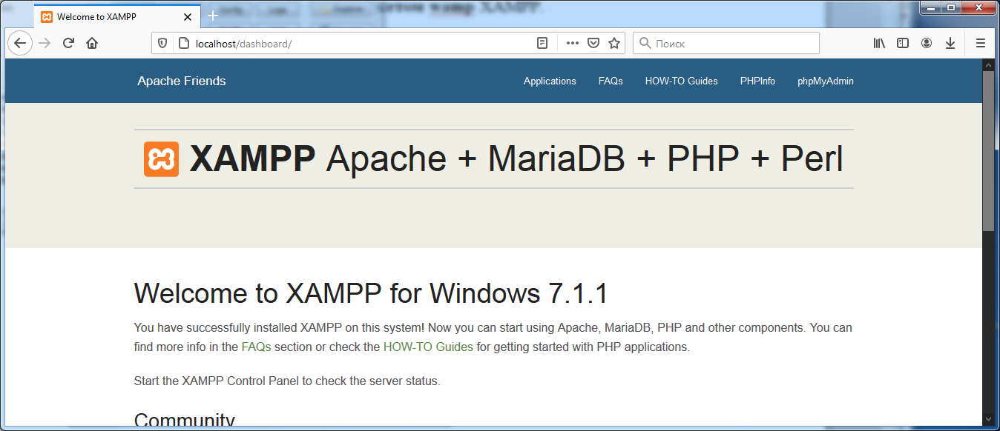 Welcome to XAMPP
wamp XAMPP.
localhost/dashboard/
Поиск
Apache Friends
Applications FAQs HOW-TO Guides PHPInfo phpMyAdmin
XAMPP Apache + MariaDB + PHP + Perl
Welcome to XAMPP for Windows 7.1.1
You have successfully installed XAMPP on this system! Now you can start using Apache, MariaDB, PHP and other components. You can
find more info in the FAQs section or check the HOW-TO Guides for getting started with PHP applications.
Start the XAMPP Control Panel to check the server status.
Community